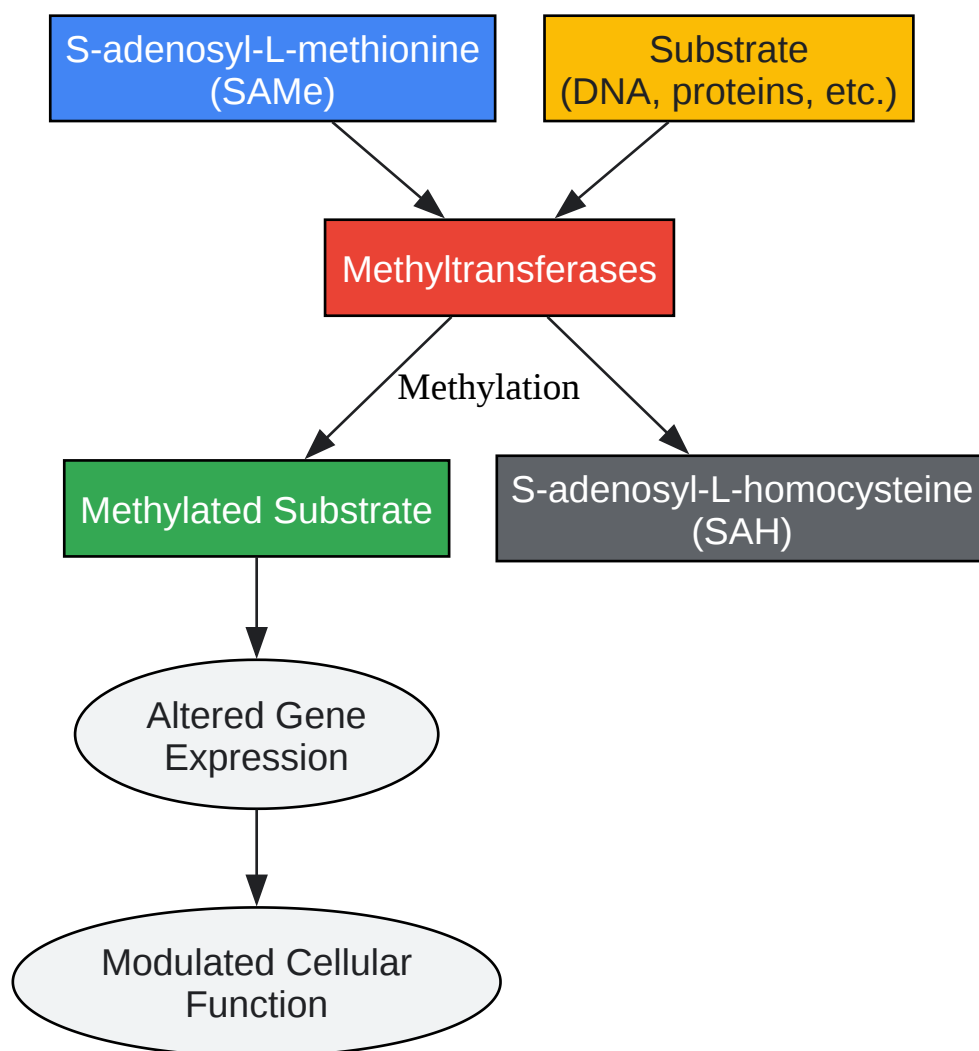 S-adenosyl-L-methionine
(SAMe)
Substrate
(DNA, proteins, etc.)
Methyltransferases
Methylation
Methylated Substrate
S-adenosyl-L-homocysteine
(SAH)
Altered Gene
Expression
Modulated Cellular
Function